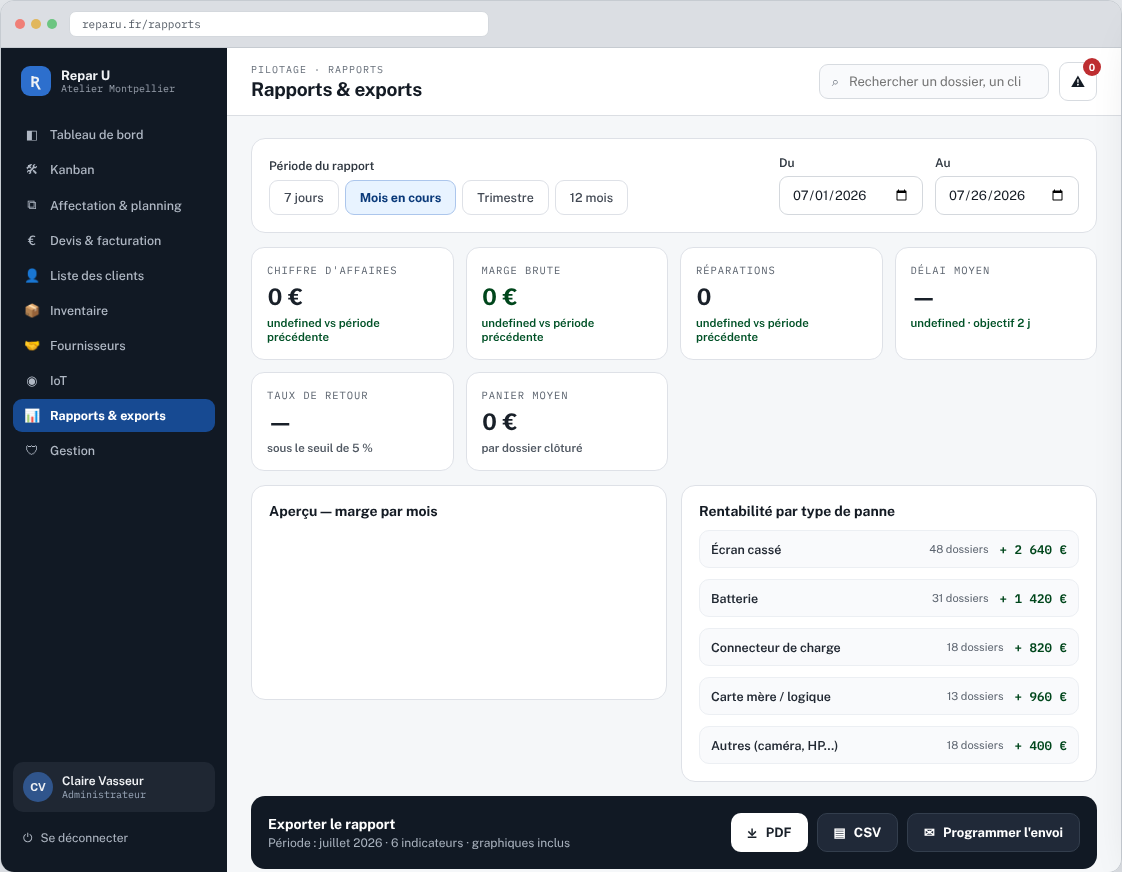 reparu.fr/rapports
R
Repar U
Atelier Montpellier
Tableau de bord
Kanban
Affectation & planning
€ Devis & facturation
Liste des clients
Inventaire
Fournisseurs
IoT
Rapports & exports
Gestion
CV
Claire Vasseur
Administrateur
Se déconnecter
PILOTAGE - RAPPORTS
Rapports & exports
Rechercher un dossier, un cli
0
Période du rapport
7 jours
Mois en cours
Trimestre
12 mois
Du
07/01/2026
Au
07/26/2026
CHIFFRE D'AFFAIRES
0 €
undefined vs période
précédente
MARGE BRUTE
0 €
undefined vs période
précédente
RÉPARATIONS
0
undefined vs période
précédente
DÉLAI MOYEN
—
undefined · objectif 2 j
TAUX DE RETOUR
—
sous le seuil de 5 %
PANIER MOYEN
0 €
par dossier clôturé
Aperçu — marge par mois
Rentabilité par type de panne
Écran cassé 48 dossiers + 2 640 €
Batterie 31 dossiers + 1 420 €
Connecteur de charge 18 dossiers + 820 €
Carte mère / logique 13 dossiers + 960 €
Autres (caméra, HP…) 18 dossiers + 400 €
Exporter le rapport
Période : juillet 2026 · 6 indicateurs · graphiques inclus
PDF
CSV
Programmer l'envoi